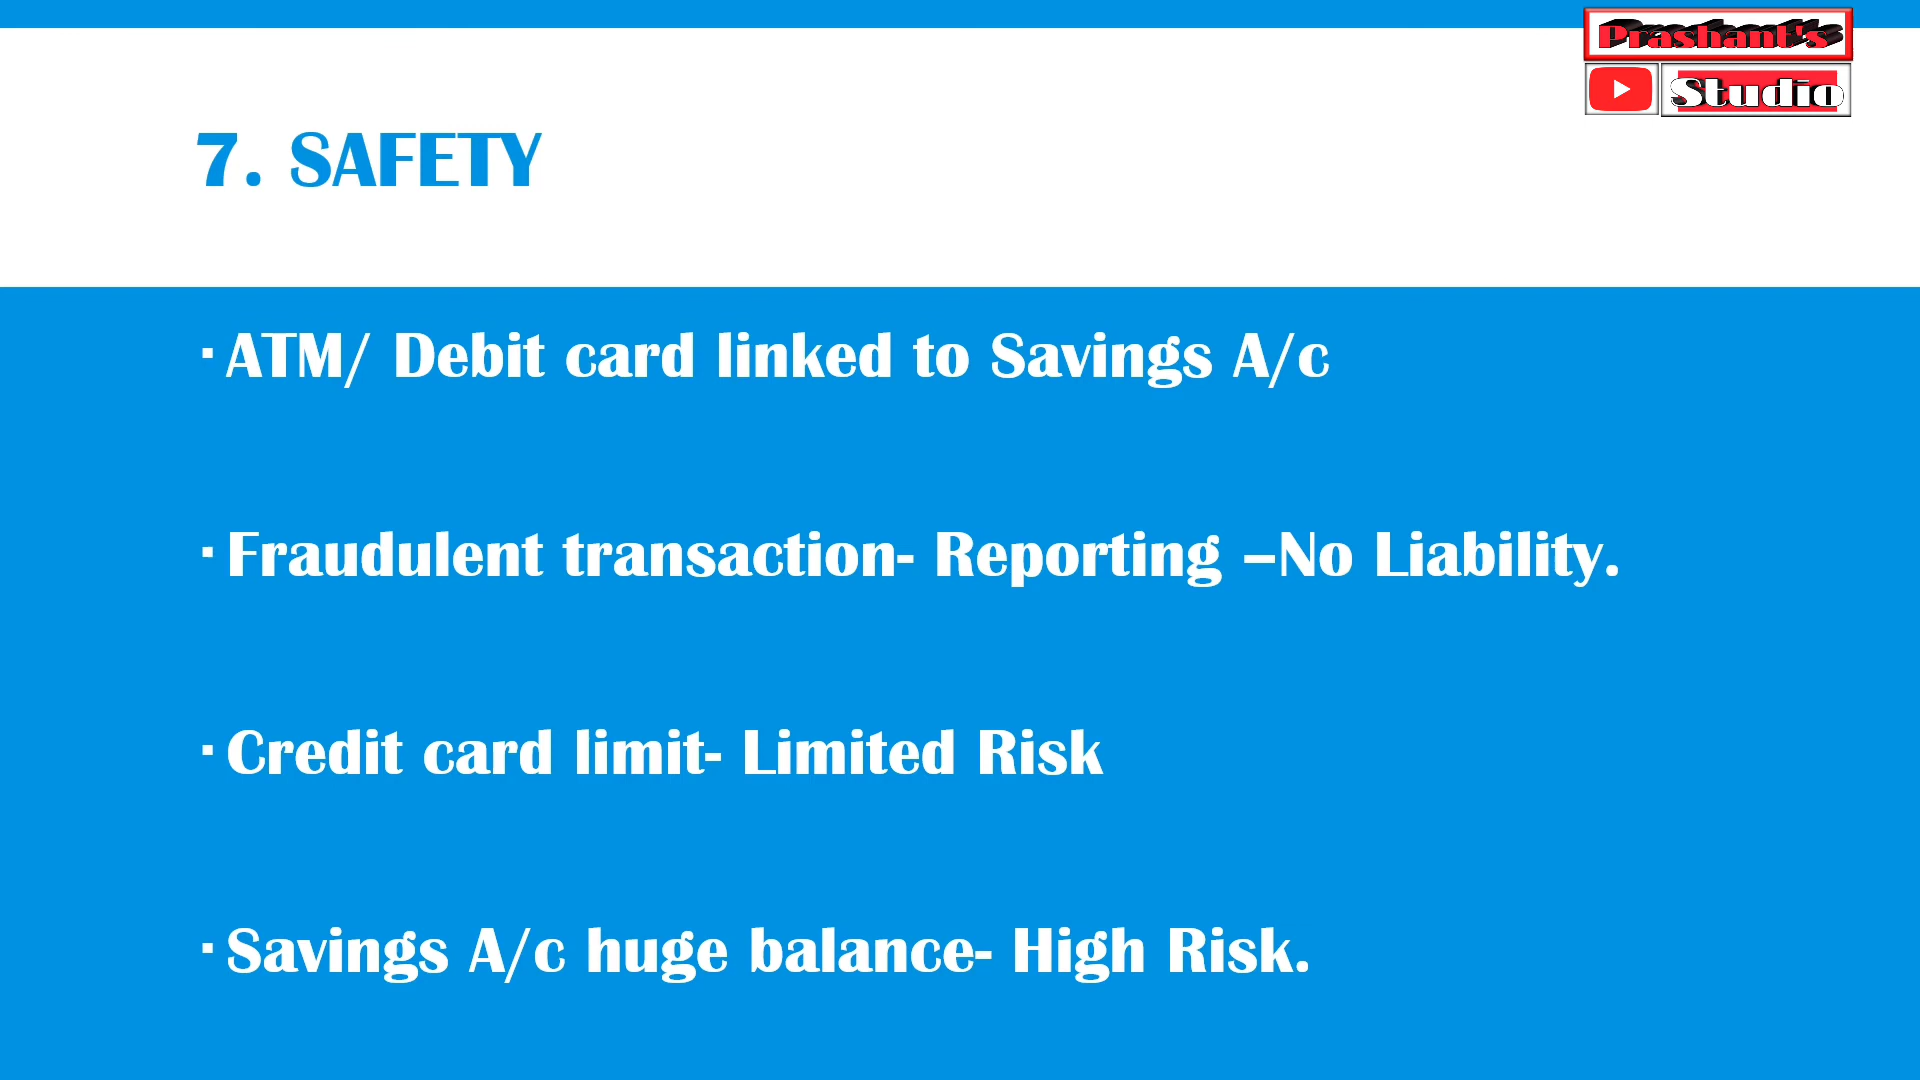 Prashant's
Studio
7. SAFETY
▪ ATM/ Debit card linked to Savings A/c
▪ Fraudulent transaction- Reporting –No Liability.
▪ Credit card limit- Limited Risk
▪ Savings A/c huge balance- High Risk.